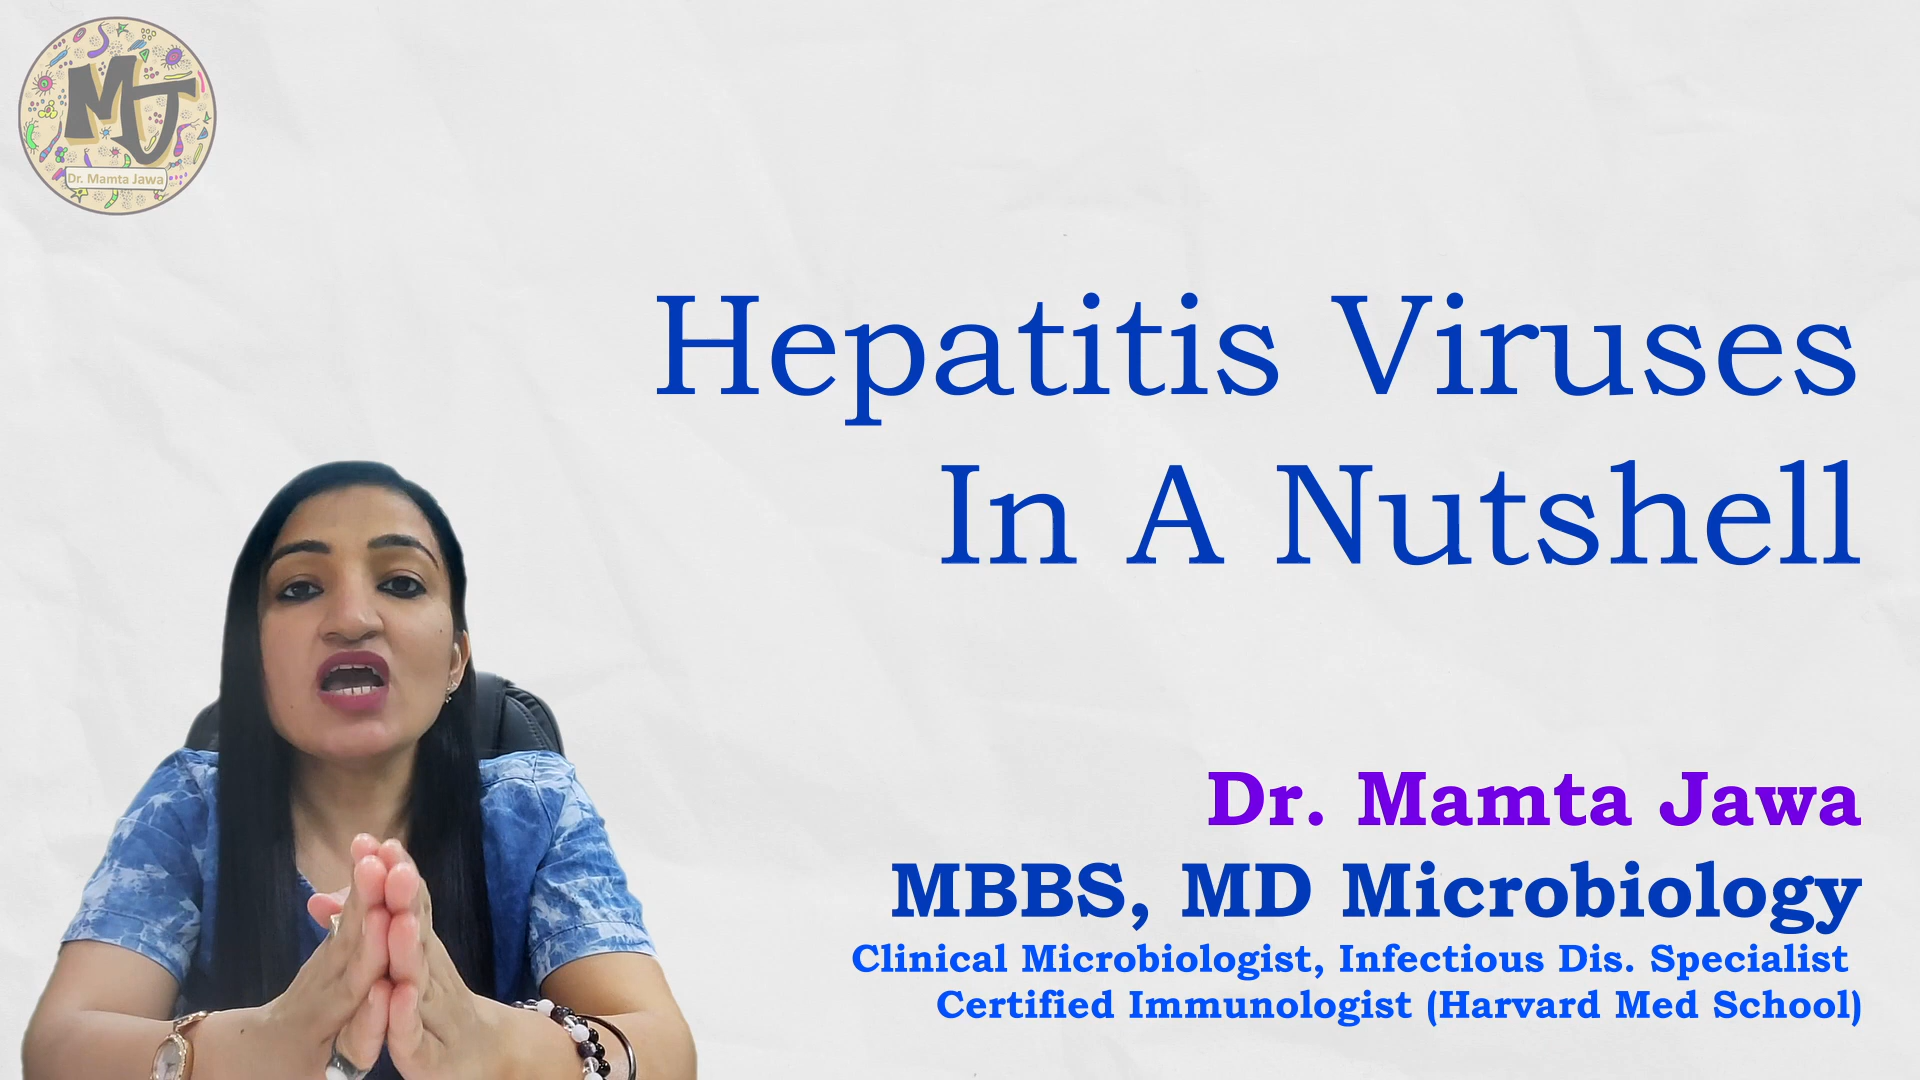 MJ
Dr. Mamta Jawa
Hepatitis Viruses
In A Nutshell
Dr. Mamta Jawa
MBBS, MD Microbiology
Clinical Microbiologist, Infectious Dis. Specialist
Certified Immunologist (Harvard Med School)